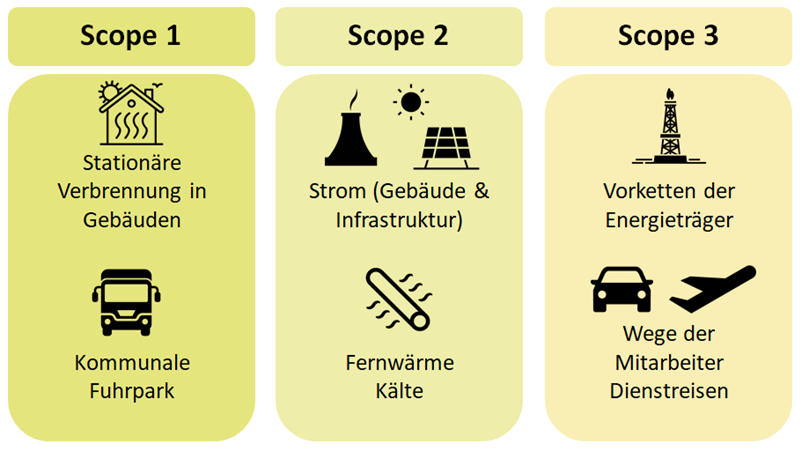 Scope 1
Stationäre
Verbrennung in
Gebäuden
Kommunale
Fuhrpark
Scope 2
Strom (Gebäude &
Infrastruktur)
Fernwärme
Kälte
Scope 3
Vorketten der
Energieträger
Wege der
Mitarbeiter
Dienstreisen